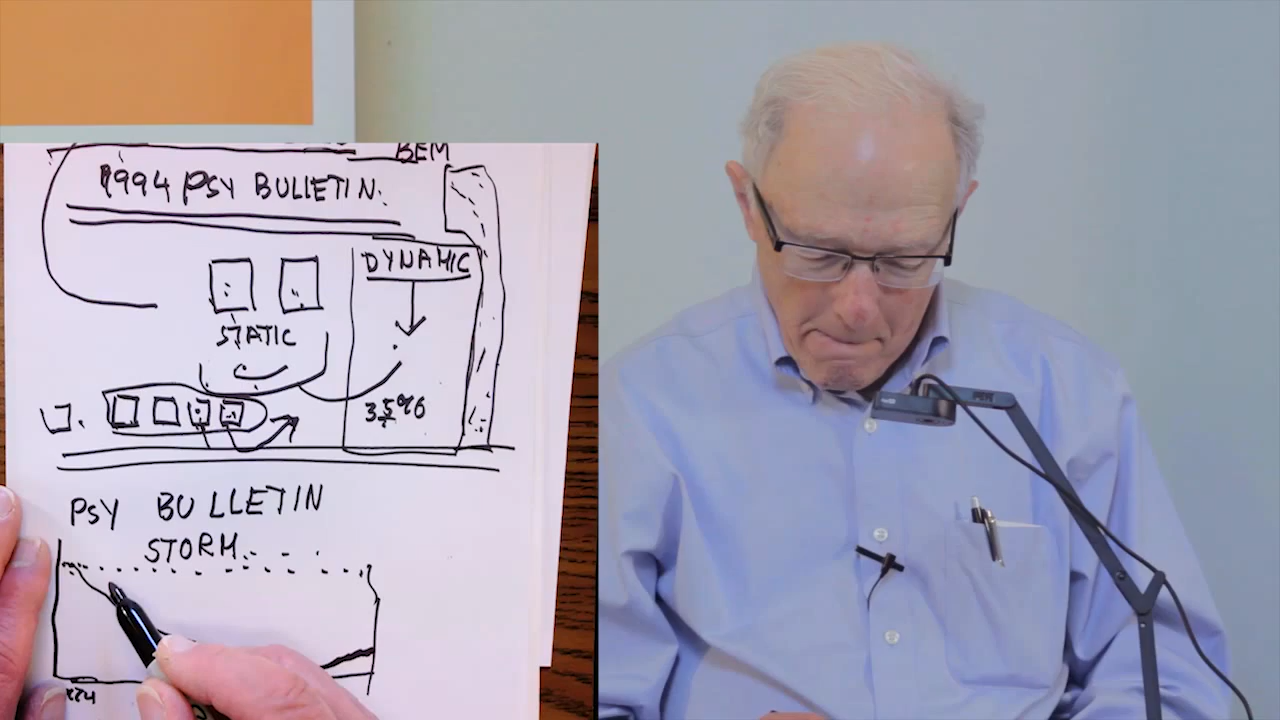 BEM
1994 PSY BULLETIN.
DYNAMIC
STATIC
35%
PSY BULLETIN
STORM